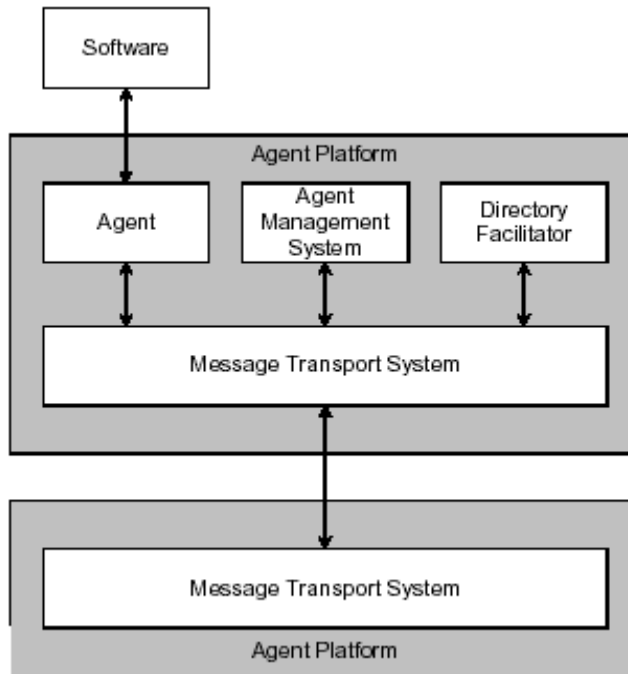 Software
Agent Platform
Agent
Agent
Management
System
Directory
Facilitator
Message Transport System
Message Transport System
Agent Platform